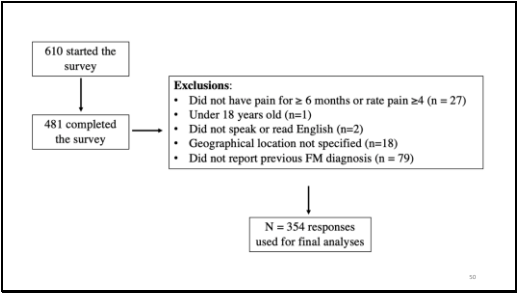 610 started the
survey
481 completed
the survey
Exclusions:
• Did not have pain for ≥ 6 months or rate pain ≥4 (n = 27)
• Under 18 years old (n=1)
• Did not speak or read English (n=2)
• Geographical location not specified (n=18)
• Did not report previous FM diagnosis (n = 79)
N = 354 responses
used for final analyses
50